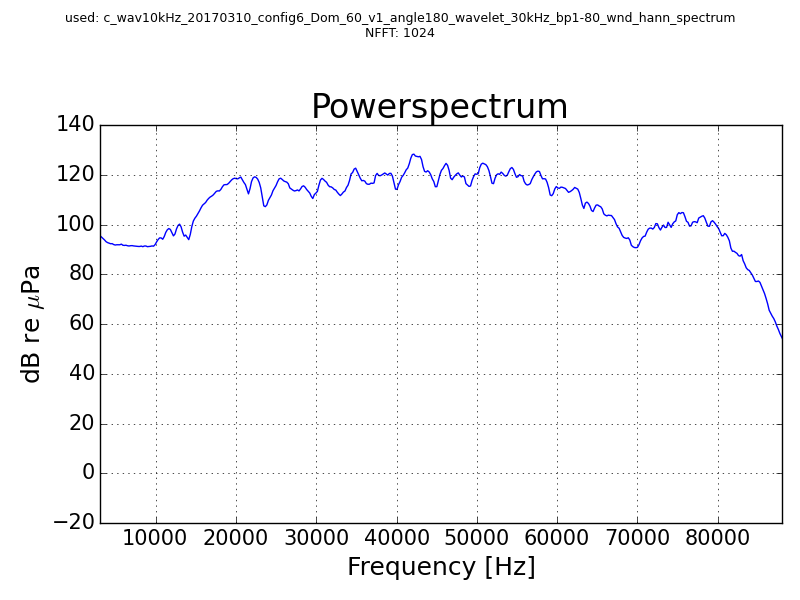 used: c_wav10kHz_20170310_config6_Dom_60_v1_angle180_wavelet_30kHz_bp1-80_wnd_hann_spectrum
NFFT: 1024
Powerspectrum
140
120
100
80
60
40
20
0
−20
dB re μPa
10000 20000 30000 40000 50000 60000 70000 80000
Frequency [Hz]